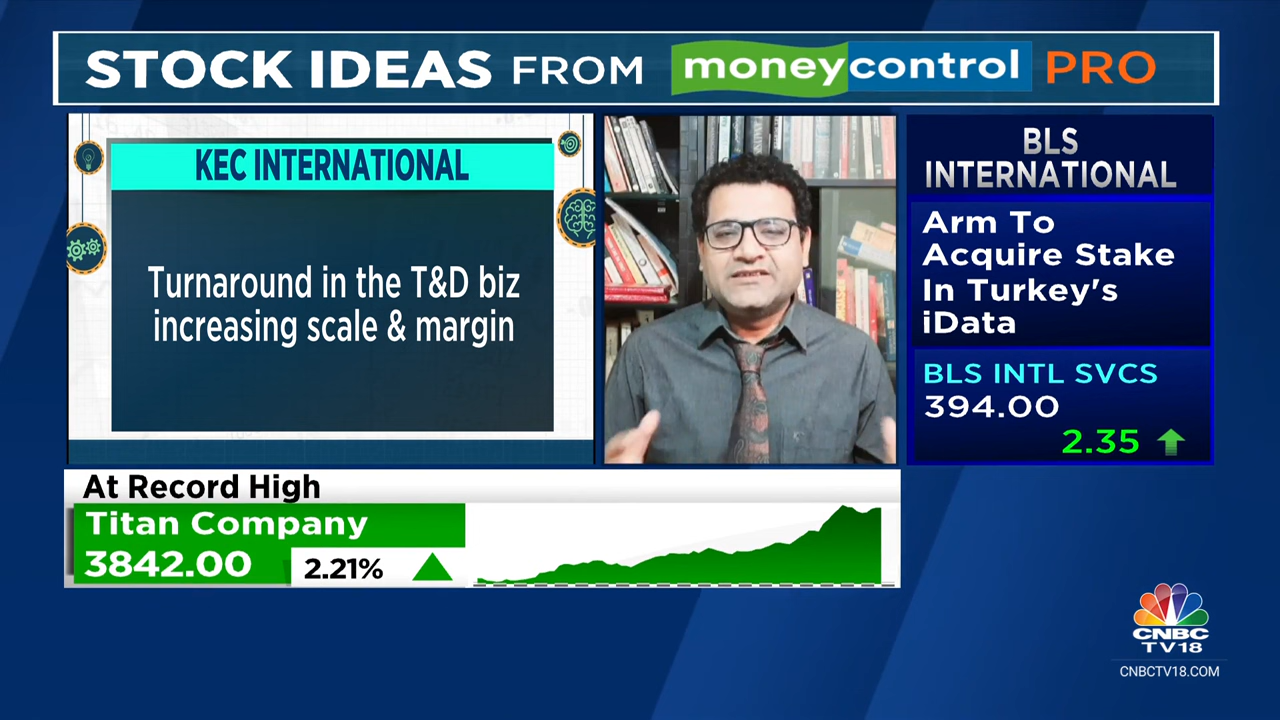 STOCK IDEAS FROM moneycontrol PRO
KEC INTERNATIONAL
Turnaround in the T&D biz
increasing scale & margin
BLS
INTERNATIONAL
Arm To
Acquire Stake
In Turkey's
iData
BLS INTL SVCS
394.00
2.35
At Record High
Titan Company
3842.00 2.21%
CNBC
TV18
CNBCTV18.COM